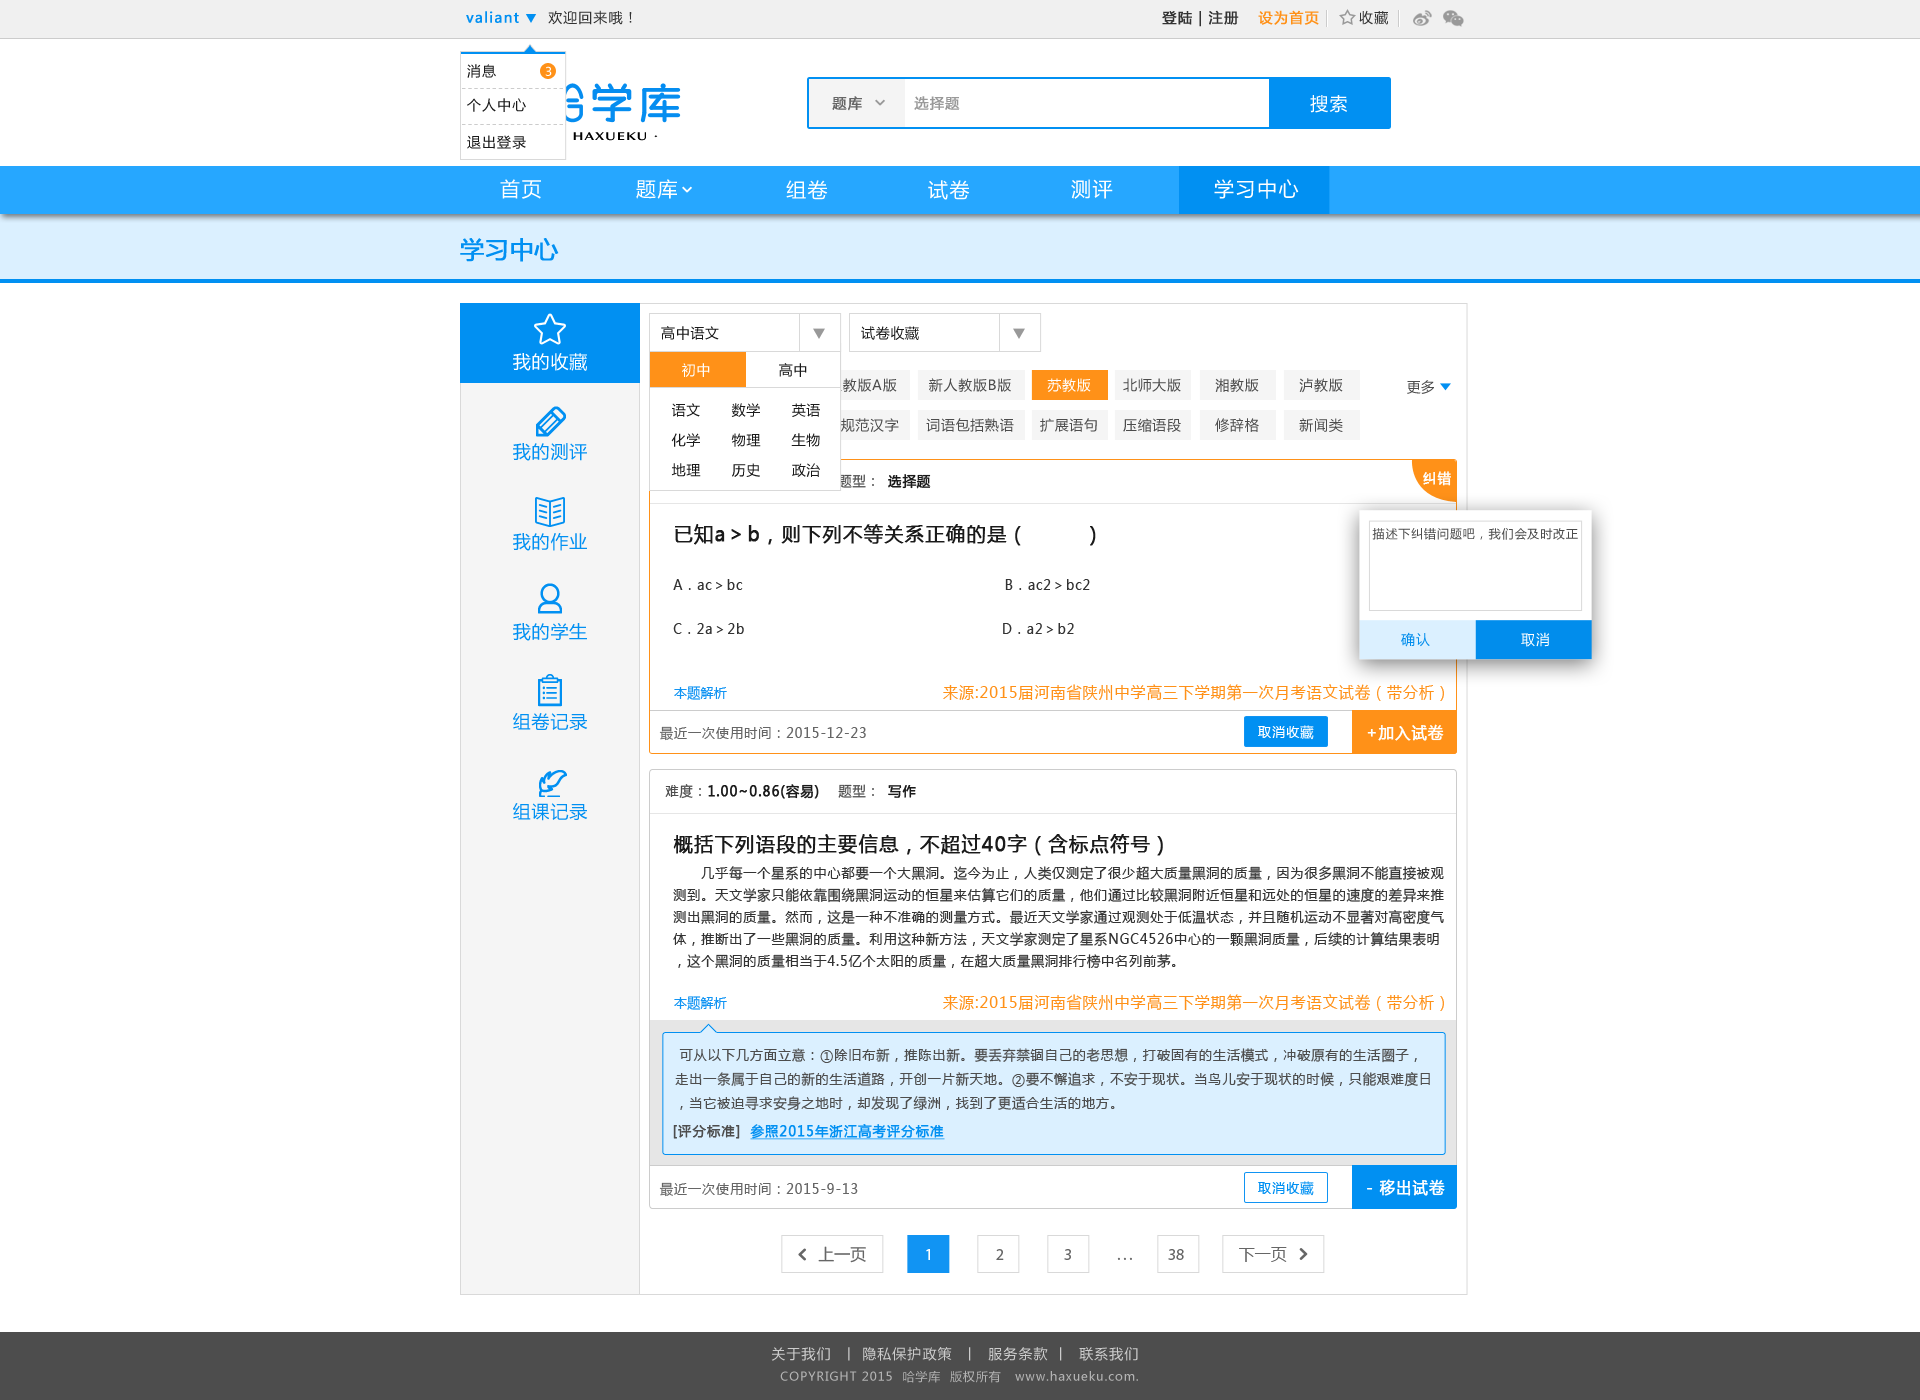 valiant ▼ 欢迎回来哦！ 登陆 | 注册 设为首页 收藏
消息 3
个人中心
退出登录
哈学库
HAXUEKU ·
题库 选择题 搜索
首页 题库 组卷 试卷 测评 学习中心
学习中心
我的收藏
我的测评
我的作业
我的学生
组卷记录
组课记录
高中语文 ▼ 试卷收藏 ▼
初中 高中
语文 数学 英语
化学 物理 生物
地理 历史 政治
教版A版 新人教版B版 苏教版 北师大版 湘教版 泸教版 更多 ▼
规范汉字 词语包括熟语 扩展语句 压缩语段 修辞格 新闻类
题型： 选择题 纠错
已知a＞b，则下列不等关系正确的是（　　　）
A．ac＞bc B．ac2＞bc2
C．2a＞2b D．a2＞b2
描述下纠错问题吧，我们会及时改正
确认 取消
本题解析 来源:2015届河南省陕州中学高三下学期第一次月考语文试卷（带分析）
最近一次使用时间：2015-12-23 取消收藏 +加入试卷
难度：1.00~0.86(容易) 题型： 写作
概括下列语段的主要信息，不超过40字（含标点符号）
几乎每一个星系的中心都要一个大黑洞。迄今为止，人类仅测定了很少超大质量黑洞的质量，因为很多黑洞不能直接被观
测到。天文学家只能依靠围绕黑洞运动的恒星来估算它们的质量，他们通过比较黑洞附近恒星和远处的恒星的速度的差异来推
测出黑洞的质量。然而，这是一种不准确的测量方式。最近天文学家通过观测处于低温状态，并且随机运动不显著对高密度气
体，推断出了一些黑洞的质量。利用这种新方法，天文学家测定了星系NGC4526中心的一颗黑洞质量，后续的计算结果表明
，这个黑洞的质量相当于4.5亿个太阳的质量，在超大质量黑洞排行榜中名列前茅。
本题解析 来源:2015届河南省陕州中学高三下学期第一次月考语文试卷（带分析）
可从以下几方面立意：①除旧布新，推陈出新。要丢弃禁锢自己的老思想，打破固有的生活模式，冲破原有的生活圈子，
走出一条属于自己的新的生活道路，开创一片新天地。②要不懈追求，不安于现状。当鸟儿安于现状的时候，只能艰难度日
，当它被迫寻求安身之地时，却发现了绿洲，找到了更适合生活的地方。
[评分标准] 参照2015年浙江高考评分标准
最近一次使用时间：2015-9-13 取消收藏 - 移出试卷
上一页 1 2 3 ... 38 下一页
关于我们 | 隐私保护政策 | 服务条款 | 联系我们
COPYRIGHT 2015 哈学库 版权所有 www.haxueku.com.